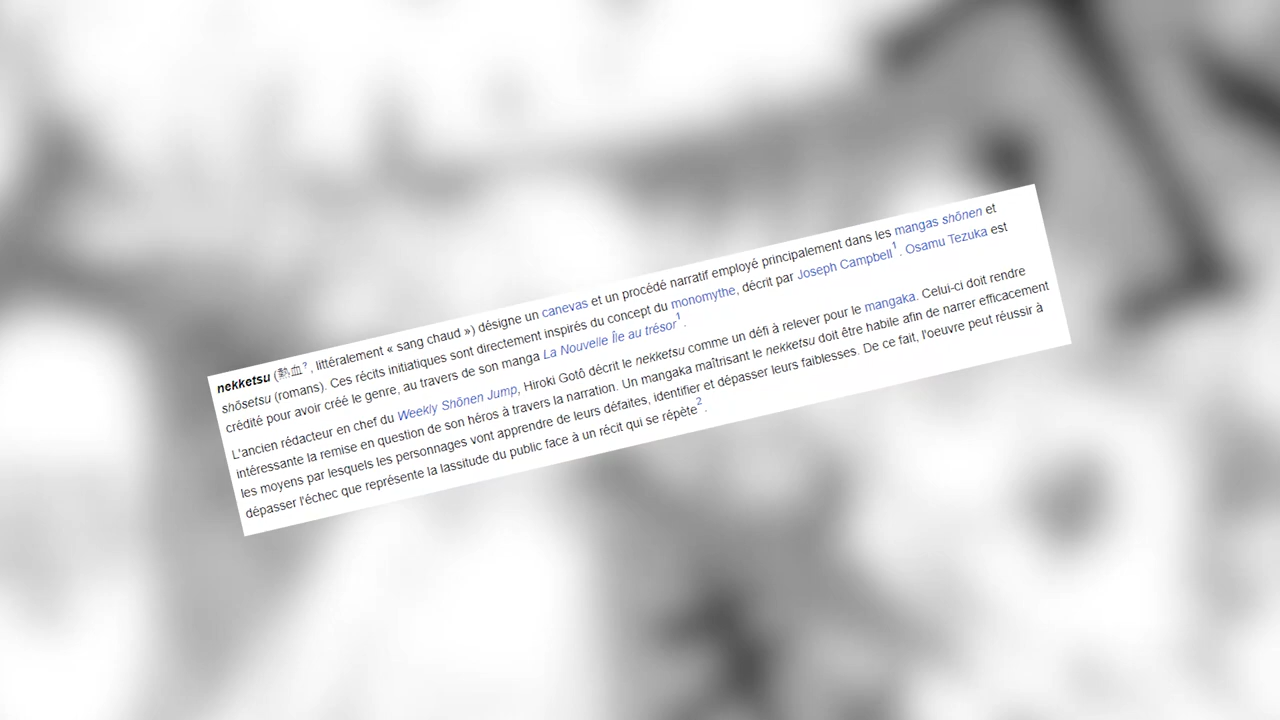 nekketsu (熱血?, littéralement « sang chaud ») désigne un canevas et un procédé narratif employé principalement dans les mangas shōnen et
shōsetsu (romans). Ces récits initiatiques sont directement inspirés du concept du monomythe, décrit par Joseph Campbell1. Osamu Tezuka est
crédité pour avoir créé le genre, au travers de son manga La Nouvelle Île au trésor1.
L'ancien rédacteur en chef du Weekly Shōnen Jump, Hiroki Gotō décrit le nekketsu comme un défi à relever pour le mangaka. Celui-ci doit rendre
intéressante la remise en question de son héros à travers la narration. Un mangaka maîtrisant le nekketsu doit être habile afin de narrer efficacement
les moyens par lesquels les personnages vont apprendre de leurs défaites, identifier et dépasser leurs faiblesses. De ce fait, l'oeuvre peut réussir à
dépasser l'échec que représente la lassitude du public face à un récit qui se répète2.